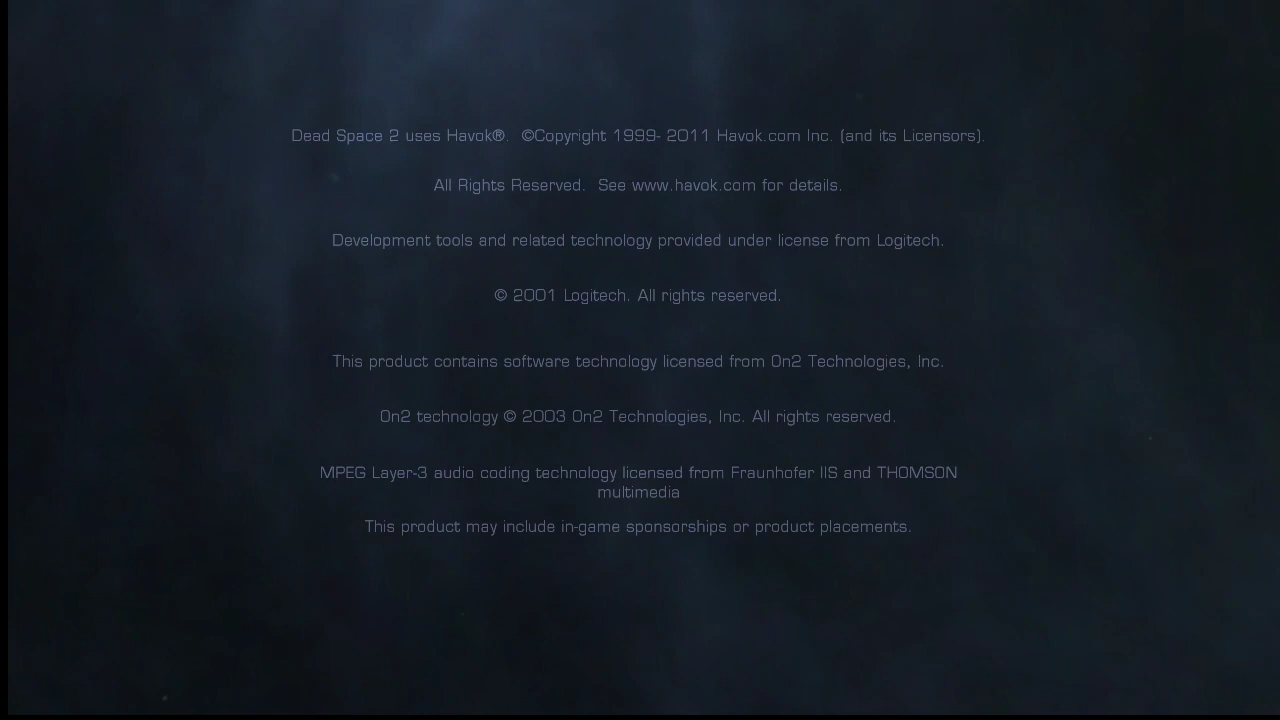 Dead Space 2 uses Havok®.  ©Copyright 1999- 2011 Havok.com Inc. (and its Licensors).
All Rights Reserved.  See www.havok.com for details.
Development tools and related technology provided under license from Logitech.
© 2001 Logitech. All rights reserved.
This product contains software technology licensed from On2 Technologies, Inc.
On2 technology © 2003 On2 Technologies, Inc. All rights reserved.
MPEG Layer-3 audio coding technology licensed from Fraunhofer IIS and THOMSON
multimedia
This product may include in-game sponsorships or product placements.